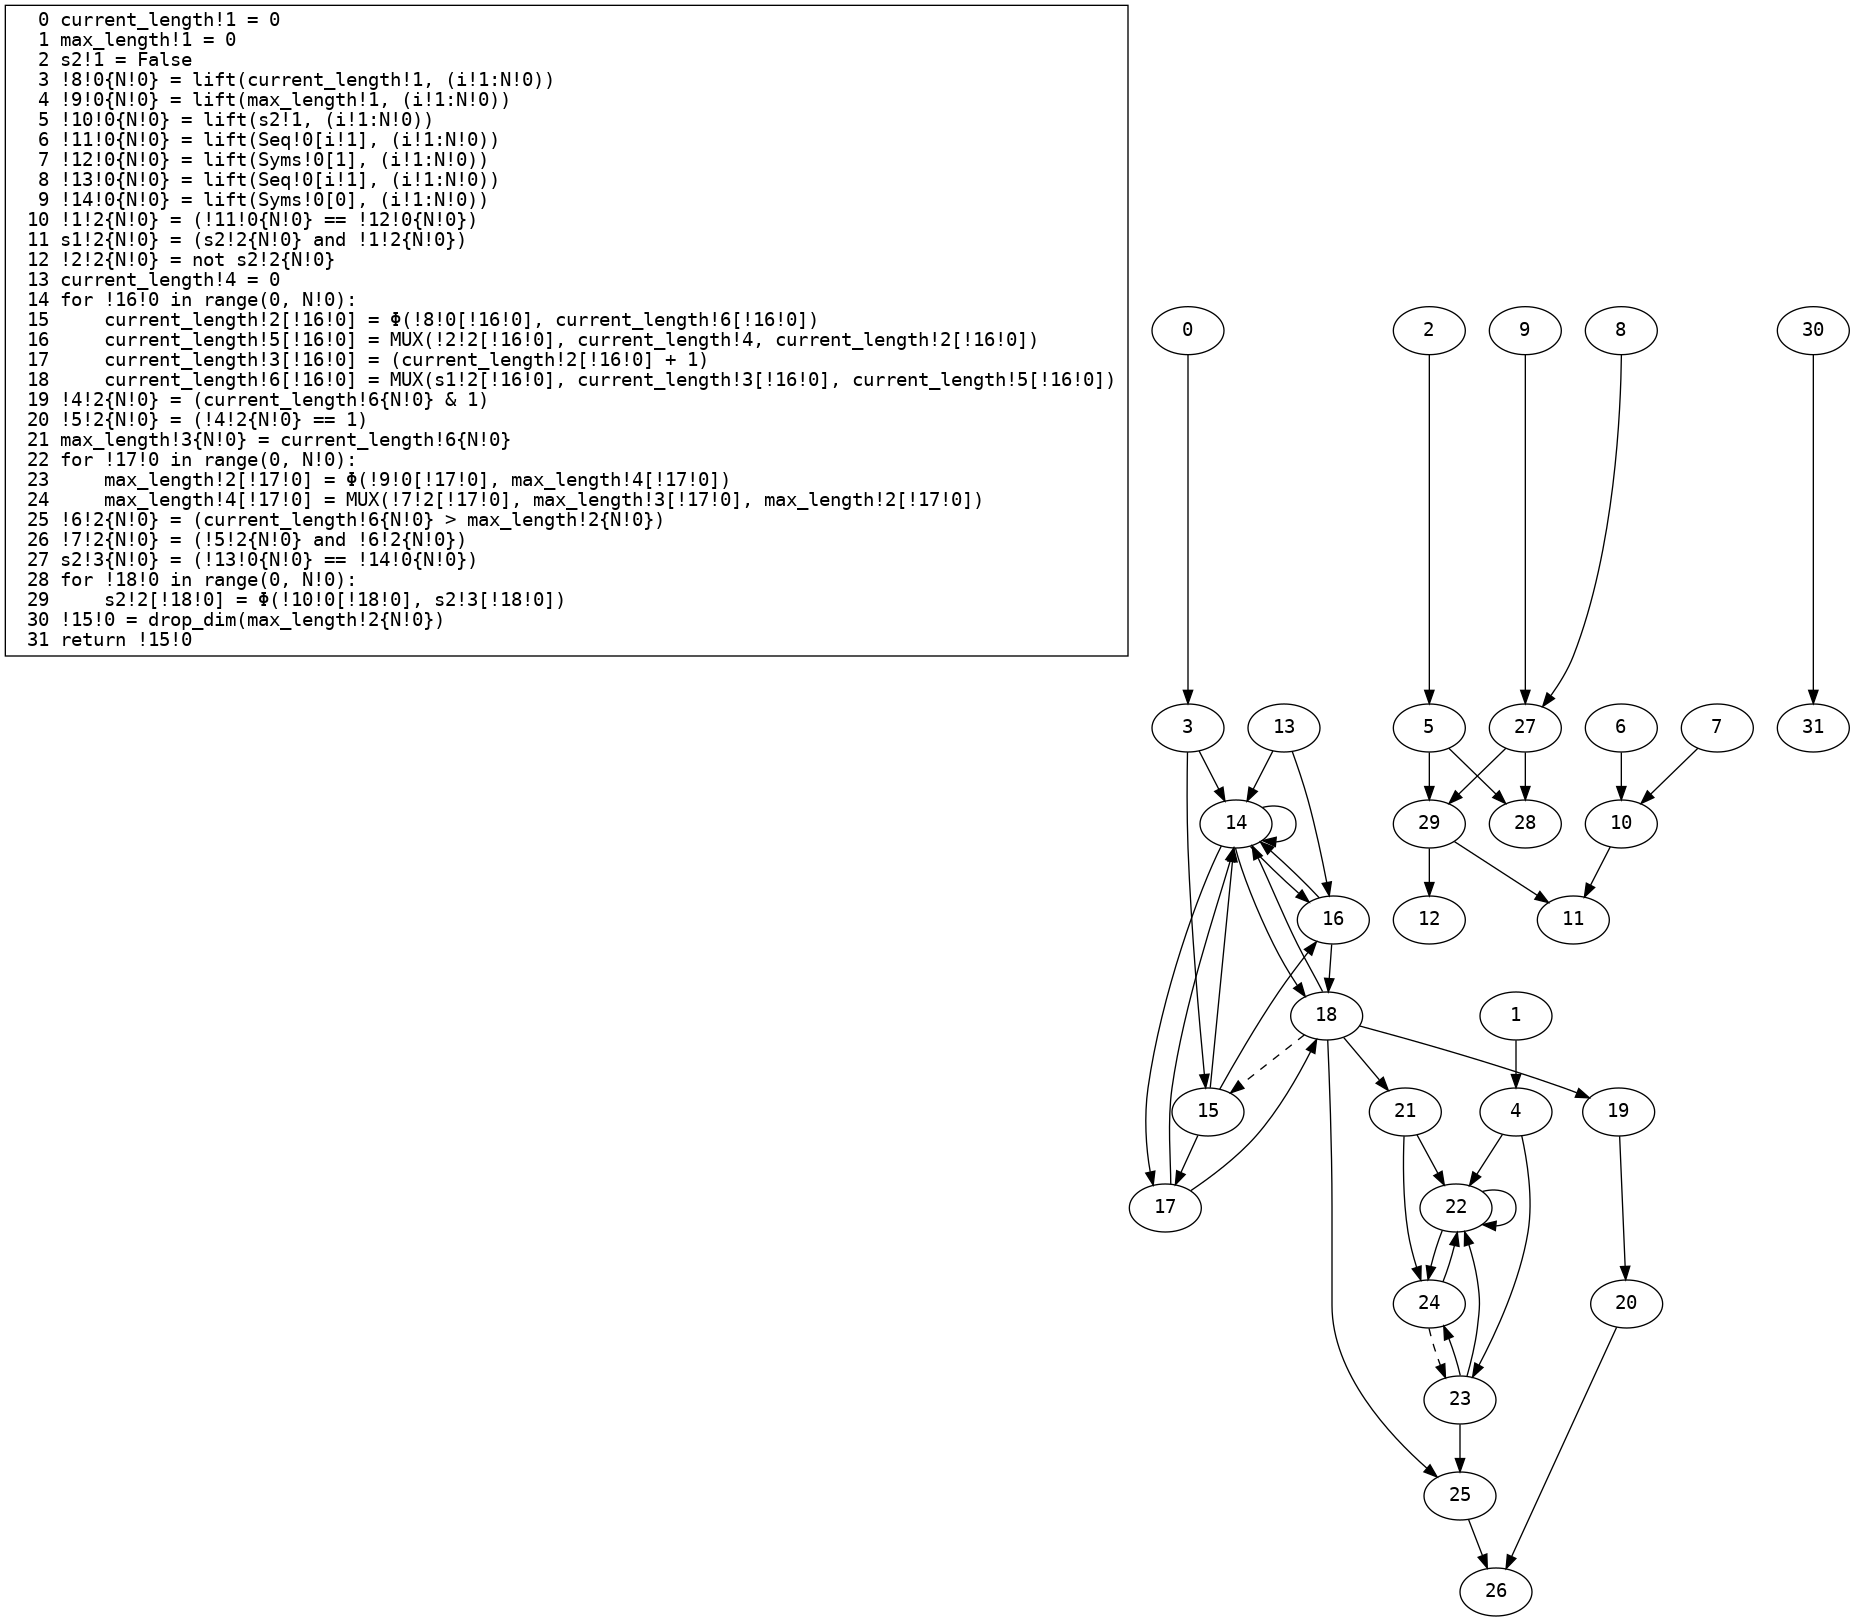 0 current_length!1 = 0
1 max_length!1 = 0
2 s2!1 = False
3 !8!0{N!0} = lift(current_length!1, (i!1:N!0))
4 !9!0{N!0} = lift(max_length!1, (i!1:N!0))
5 !10!0{N!0} = lift(s2!1, (i!1:N!0))
6 !11!0{N!0} = lift(Seq!0[i!1], (i!1:N!0))
7 !12!0{N!0} = lift(Syms!0[1], (i!1:N!0))
8 !13!0{N!0} = lift(Seq!0[i!1], (i!1:N!0))
9 !14!0{N!0} = lift(Syms!0[0], (i!1:N!0))
10 !1!2{N!0} = (!11!0{N!0} == !12!0{N!0})
11 s1!2{N!0} = (s2!2{N!0} and !1!2{N!0})
12 !2!2{N!0} = not s2!2{N!0}
13 current_length!4 = 0
14 for !16!0 in range(0, N!0):
15     current_length!2[!16!0] = Φ(!8!0[!16!0], current_length!6[!16!0])
16     current_length!5[!16!0] = MUX(!2!2[!16!0], current_length!4, current_length!2[!16!0])
17     current_length!3[!16!0] = (current_length!2[!16!0] + 1)
18     current_length!6[!16!0] = MUX(s1!2[!16!0], current_length!3[!16!0], current_length!5[!16!0])
19 !4!2{N!0} = (current_length!6{N!0} & 1)
20 !5!2{N!0} = (!4!2{N!0} == 1)
21 max_length!3{N!0} = current_length!6{N!0}
22 for !17!0 in range(0, N!0):
23     max_length!2[!17!0] = Φ(!9!0[!17!0], max_length!4[!17!0])
24     max_length!4[!17!0] = MUX(!7!2[!17!0], max_length!3[!17!0], max_length!2[!17!0])
25 !6!2{N!0} = (current_length!6{N!0} > max_length!2{N!0})
26 !7!2{N!0} = (!5!2{N!0} and !6!2{N!0})
27 s2!3{N!0} = (!13!0{N!0} == !14!0{N!0})
28 for !18!0 in range(0, N!0):
29     s2!2[!18!0] = Φ(!10!0[!18!0], s2!3[!18!0])
30 !15!0 = drop_dim(max_length!2{N!0})
31 return !15!0
0 2 9 8 30
3 13 5 27 6 7 31
14 29 28 10
16 12 11
18 1
15 21 4 19
17 22
24 20
23
25
26